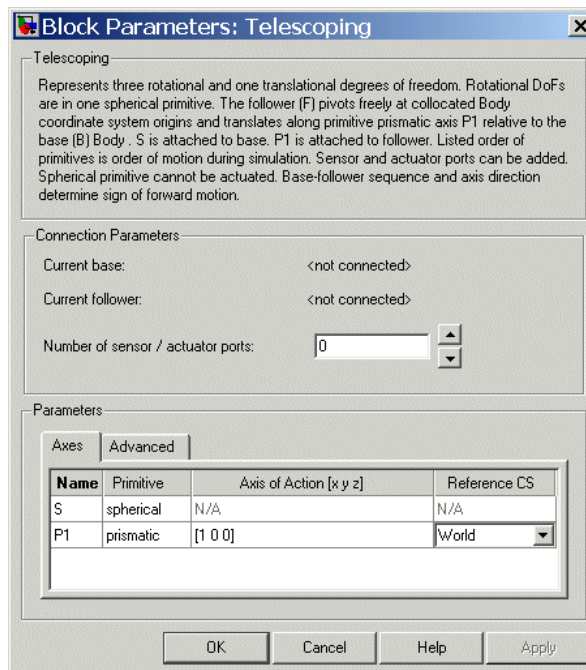 Block Parameters: Telescoping
Telescoping
Represents three rotational and one translational degrees of freedom. Rotational DoFs
are in one spherical primitive. The follower (F) pivots freely at collocated Body
coordinate system origins and translates along primitive prismatic axis P1 relative to the
base (B) Body . S is attached to base. P1 is attached to follower. Listed order of
primitives is order of motion during simulation. Sensor and actuator ports can be added.
Spherical primitive cannot be actuated. Base-follower sequence and axis direction
determine sign of forward motion.
Connection Parameters
Current base: <not connected>
Current follower: <not connected>
Number of sensor / actuator ports: 0
Parameters
Axes Advanced
Name Primitive Axis of Action [x y z] Reference CS
S spherical N/A N/A
P1 prismatic [1 0 0] World
OK Cancel Help Apply